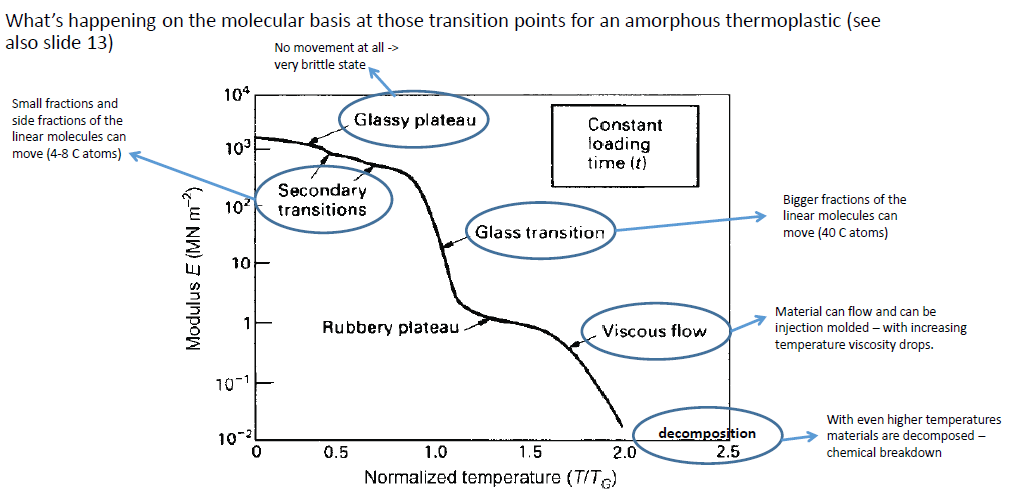 What's happening on the molecular basis at those transition points for an amorphous thermoplastic (see
also slide 13)
No movement at all ->
very brittle state
Small fractions and
side fractions of the
linear molecules can
move (4-8 C atoms)
10⁴
10³
10²
10
1
10⁻¹
10⁻²
Modulus E (MN m⁻²)
Glassy plateau
Secondary
transitions
Constant
loading
time (t)
Glass transition
Bigger fractions of the
linear molecules can
move (40 C atoms)
Rubbery plateau
Viscous flow
Material can flow and can be
injection molded – with increasing
temperature viscosity drops.
decomposition
With even higher temperatures
materials are decomposed –
chemical breakdown
0 0.5 1.0 1.5 2.0 2.5
Normalized temperature (T/T_G)